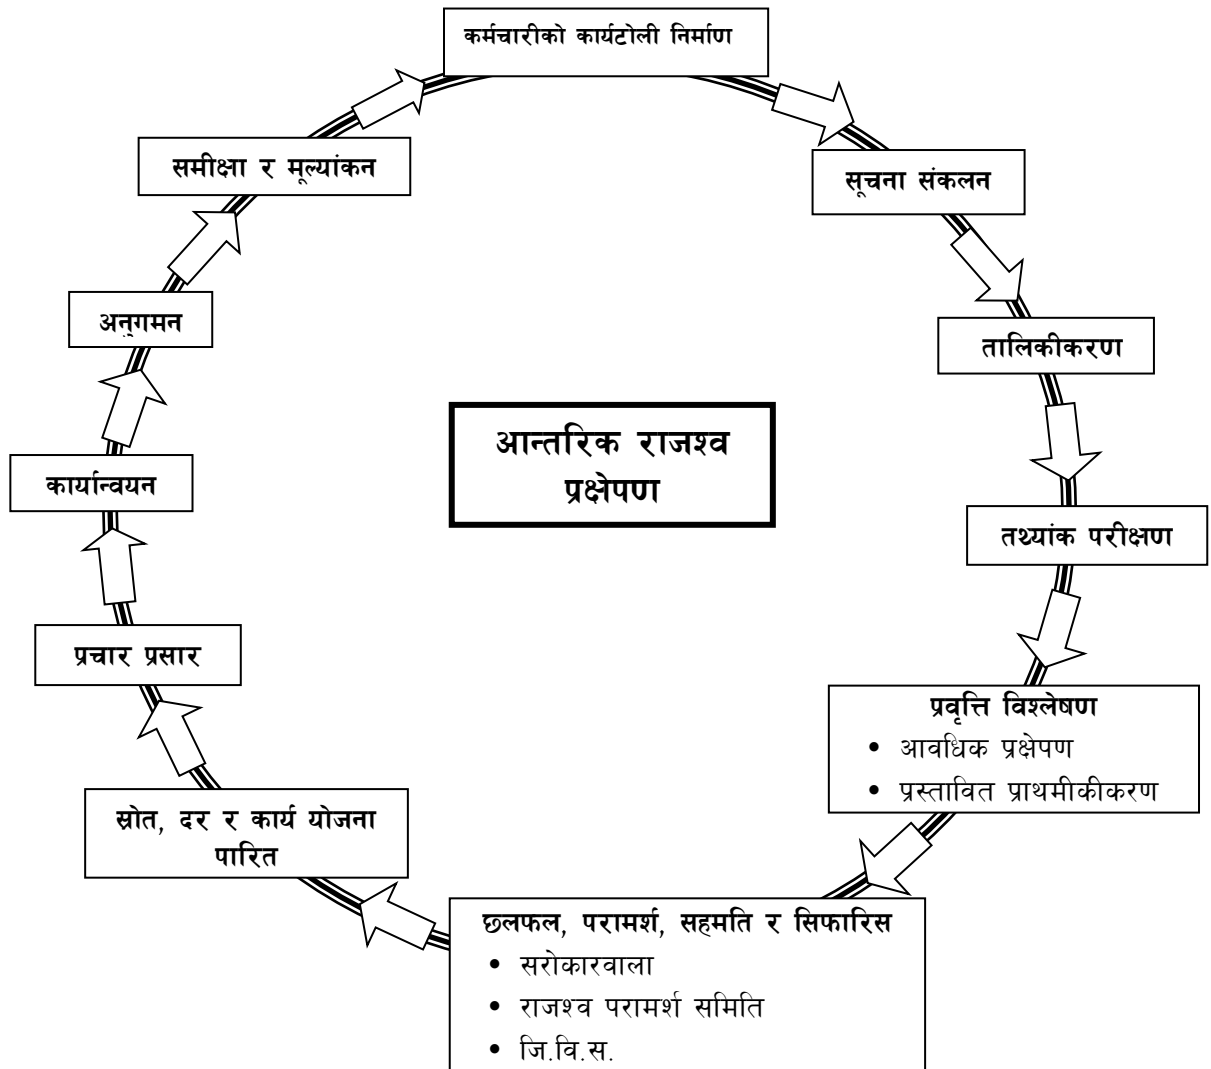 कर्मचारीको कार्यटोली निर्माण
सूचना संकलन
तालिकीकरण
तथ्यांक परीक्षण
प्रवृत्ति विश्लेषण
• आवधिक प्रक्षेपण
• प्रस्तावित प्राथमीकीकरण
छलफल, परामर्श, सहमति र सिफारिस
• सरोकारवाला
• राजश्व परामर्श समिति
• जि.वि.स.
स्रोत, दर र कार्य योजना
पारित
प्रचार प्रसार
कार्यान्वयन
अनुगमन
समीक्षा र मूल्यांकन
आन्तरिक राजश्व
प्रक्षेपण